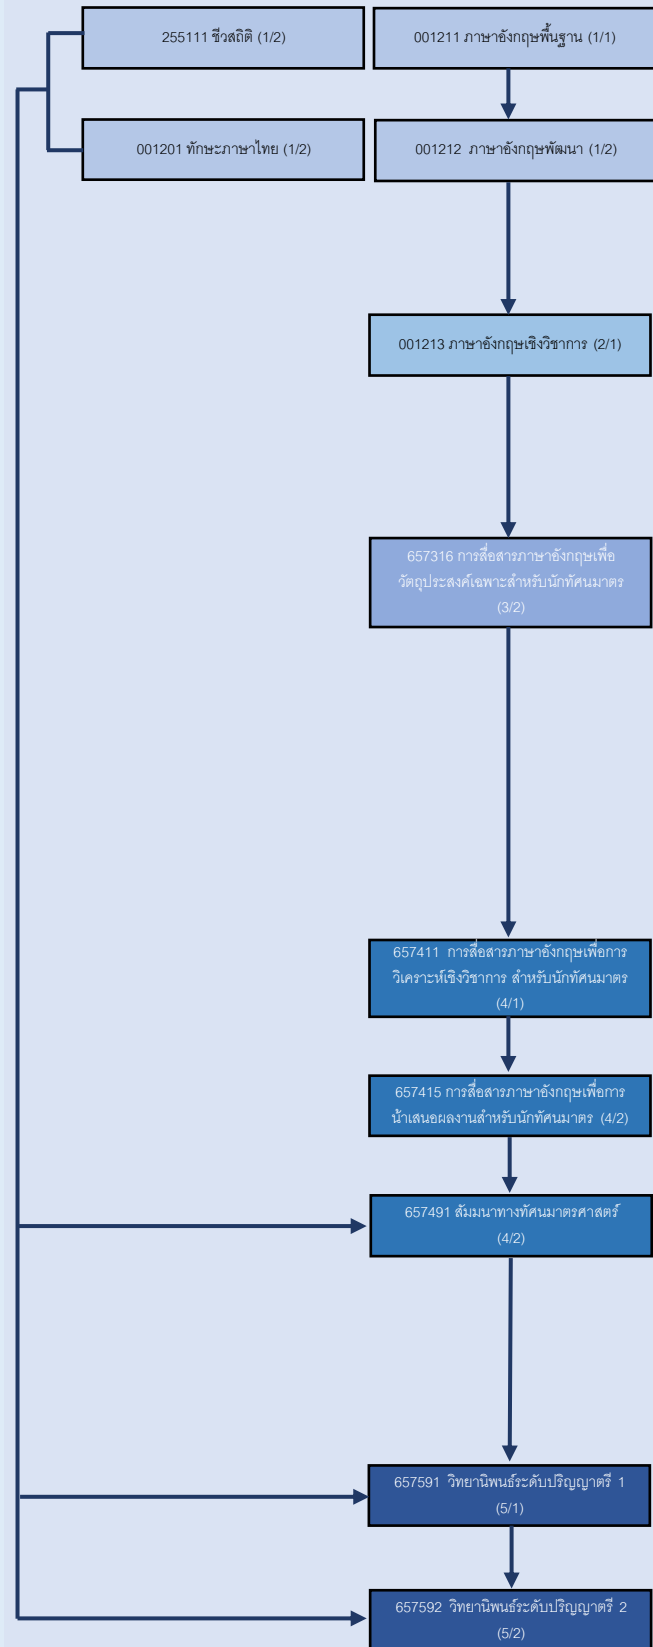 255111 ชีวสถิติ (1/2)
001211 ภาษาอังกฤษพื้นฐาน (1/1)
001201 ทักษะภาษาไทย (1/2)
001212 ภาษาอังกฤษพัฒนา (1/2)
001213 ภาษาอังกฤษเชิงวิชาการ (2/1)
657316 การสื่อสารภาษาอังกฤษเพื่อ
วัตถุประสงค์เฉพาะสำหรับนักทัศนมาตร
(3/2)
657411 การสื่อสารภาษาอังกฤษเพื่อการ
วิเคราะห์เชิงวิชาการ สำหรับนักทัศนมาตร
(4/1)
657415 การสื่อสารภาษาอังกฤษเพื่อการ
น้าเสนอผลงานสำหรับนักทัศนมาตร (4/2)
657491 สัมมนาทางทัศนมาตรศาสตร์
(4/2)
657591 วิทยานิพนธ์ระดับปริญญาตรี 1
(5/1)
657592 วิทยานิพนธ์ระดับปริญญาตรี 2
(5/2)